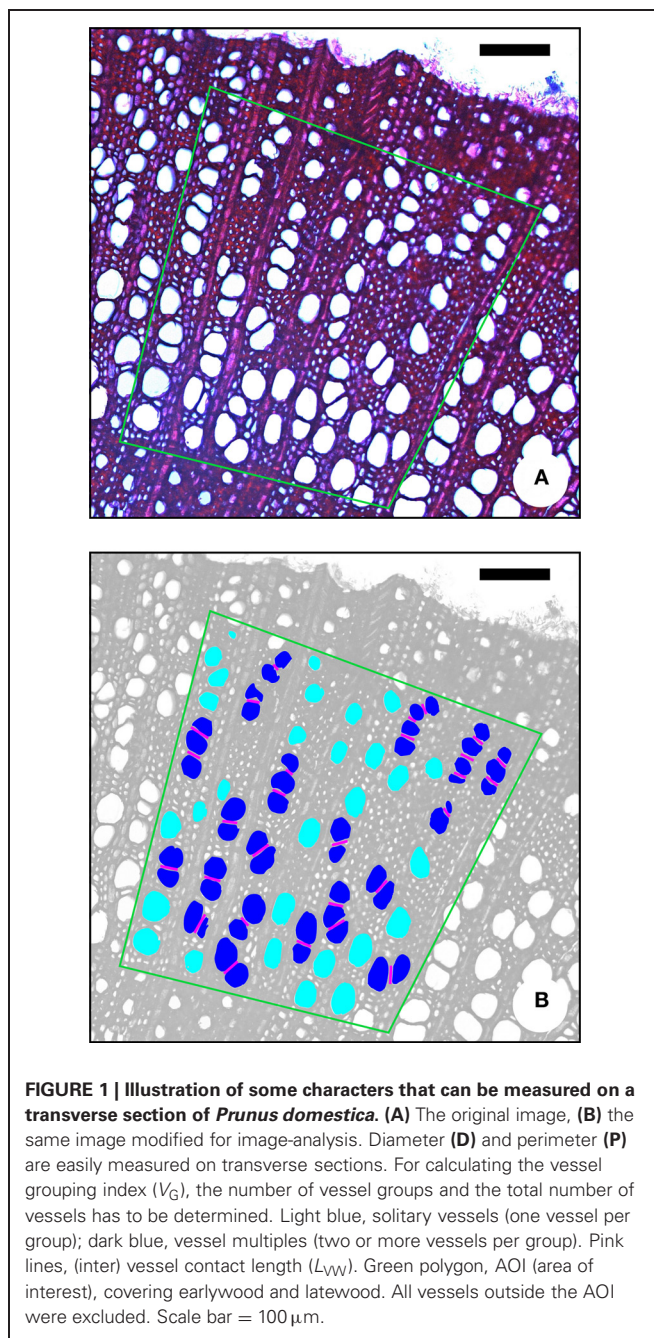 A
B
FIGURE 1 | Illustration of some characters that can be measured on a
transverse section of Prunus domestica. (A) The original image, (B) the
same image modified for image-analysis. Diameter (D) and perimeter (P)
are easily measured on transverse sections. For calculating the vessel
grouping index (VG), the number of vessel groups and the total number of
vessels has to be determined. Light blue, solitary vessels (one vessel per
group); dark blue, vessel multiples (two or more vessels per group). Pink
lines, (inter) vessel contact length (LVW). Green polygon, AOI (area of
interest), covering earlywood and latewood. All vessels outside the AOI
were excluded. Scale bar = 100 μm.